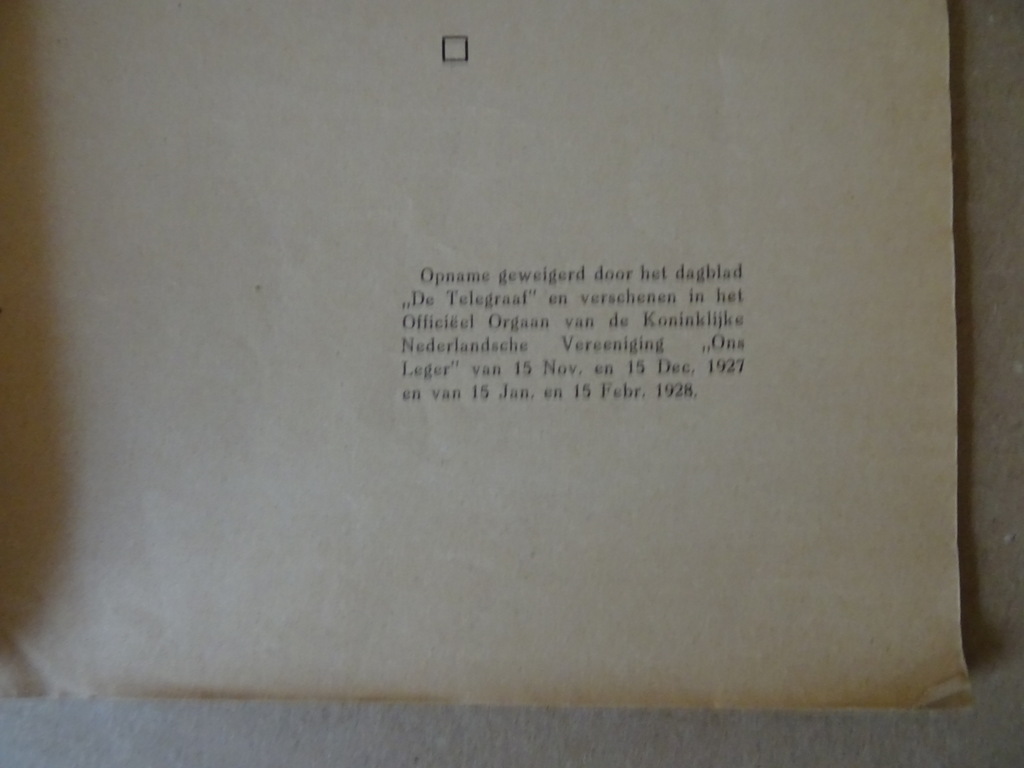 Opname geweigerd door het dagblad
„De Telegraaf" en verschenen in het
Officiëel Orgaan van de Koninklijke
Nederlandsche Vereeniging „Ons
Leger" van 15 Nov. en 15 Dec. 1927
en van 15 Jan. en 15 Febr. 1928.